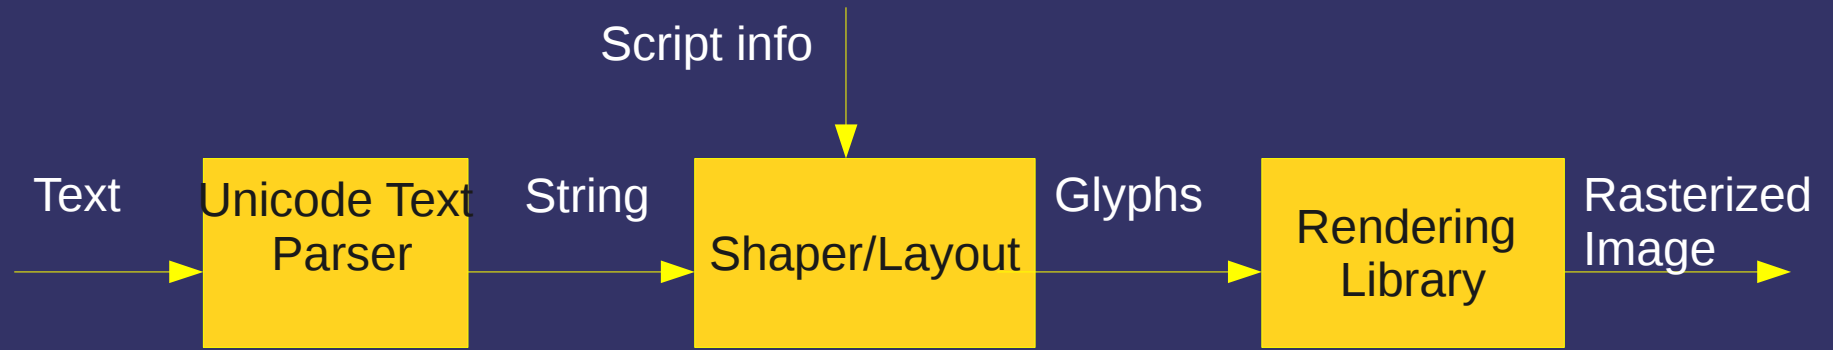 Script info
Text
Unicode Text
Parser
String
Shaper/Layout
Glyphs
Rendering
Library
Rasterized
Image